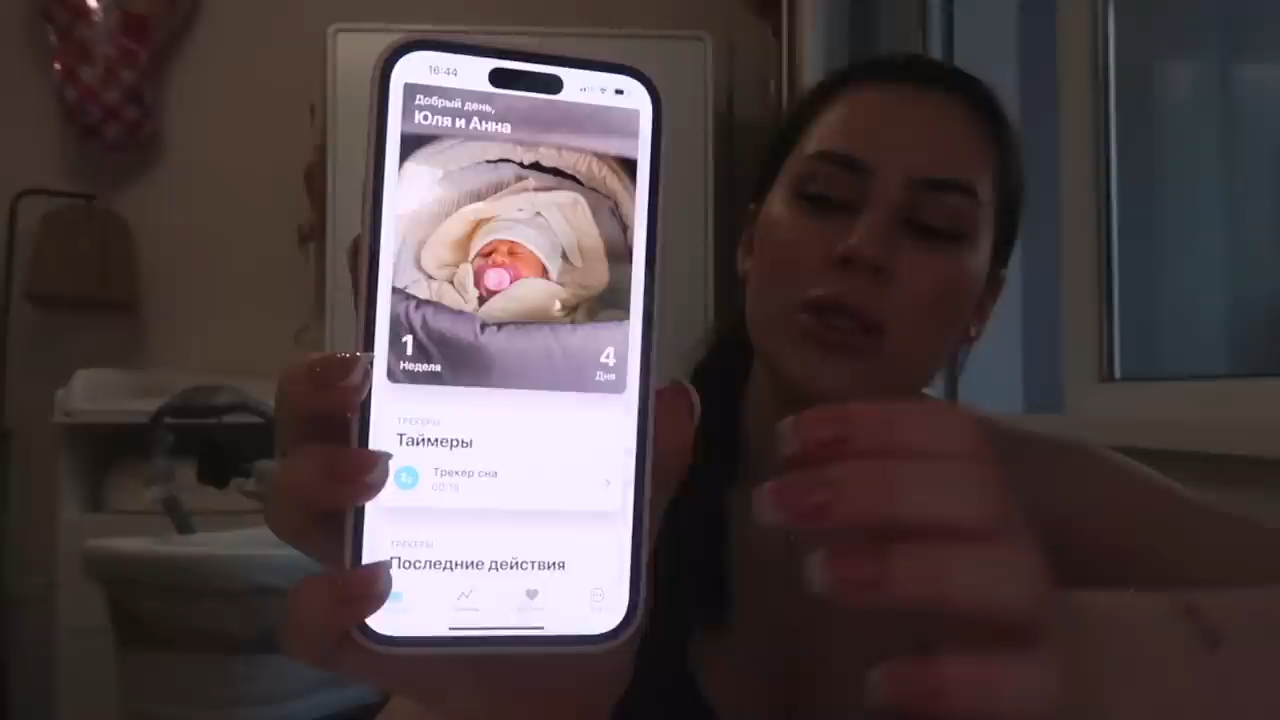 16:44
Добрый день,
Юля и Анна
1
Неделя
4
Дня
ТРЕКЕРЫ
Таймеры
Трекер сна
ТРЕКЕРЫ
Последние действия